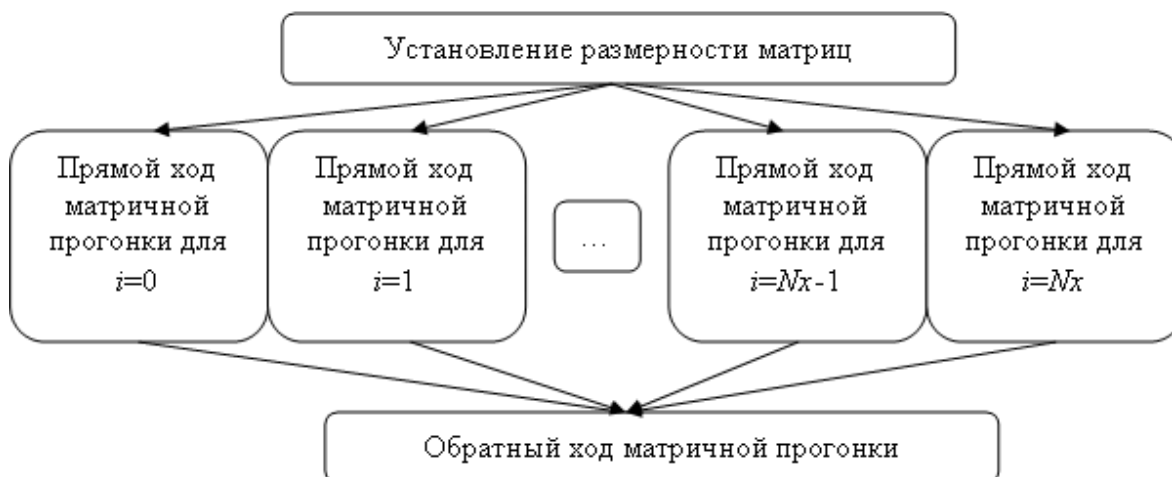 Установление размерности матриц
Прямой ход
матричной
прогонки для
i=0
Прямой ход
матричной
прогонки для
i=1
...
Прямой ход
матричной
прогонки для
i=Nx-1
Прямой ход
матричной
прогонки для
i=Nx
Обратный ход матричной прогонки